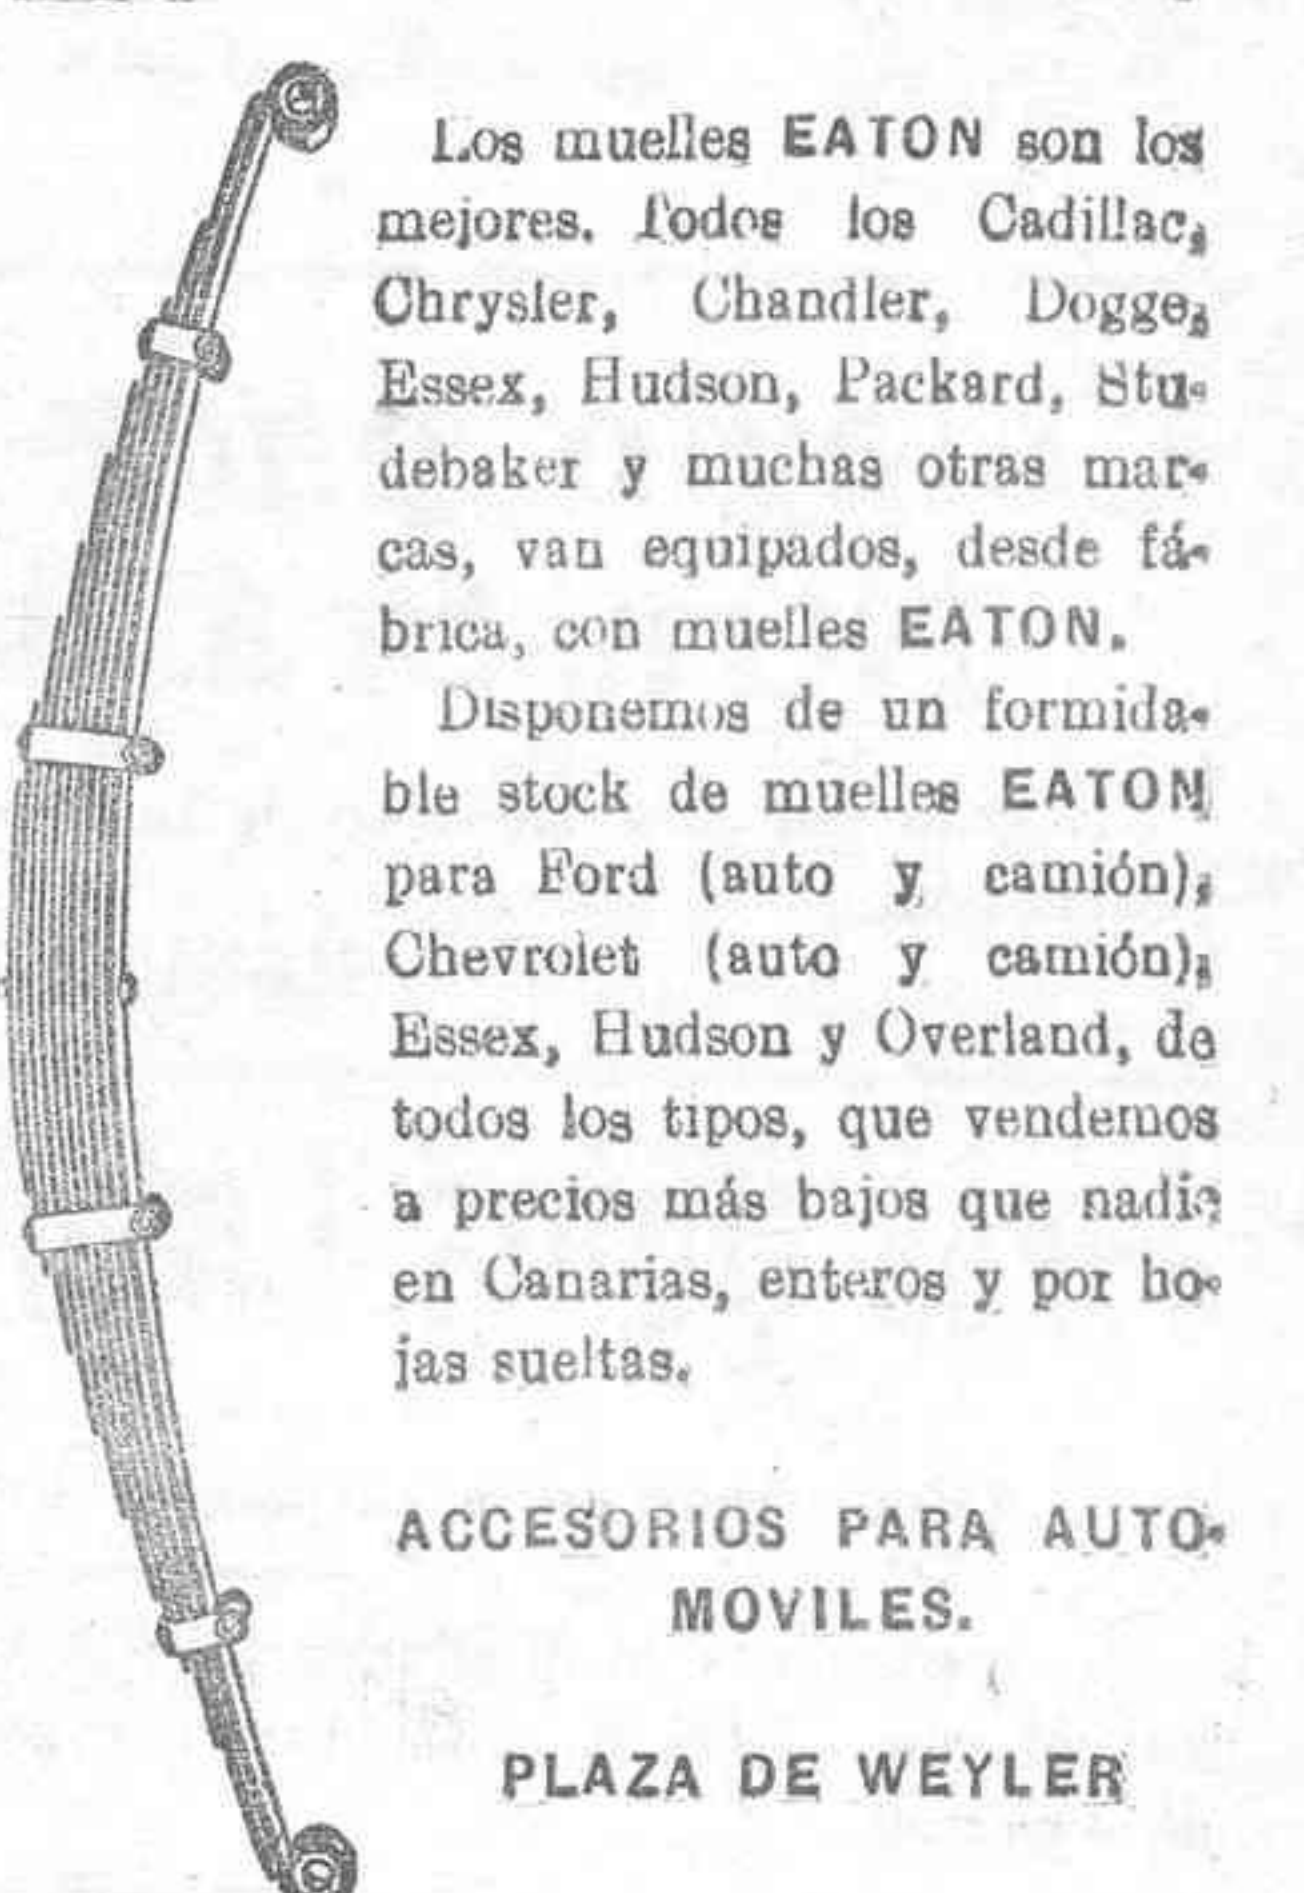 Los muelles EATON son los
mejores. Todos los Cadillac,
Chrysler, Chandler, Dogge,
Essex, Hudson, Packard, Stu-
debaker y muchas otras mar-
cas, van equipados, desde fá-
brica, con muelles EATON.
Disponemos de un formida-
ble stock de muelles EATON
para Ford (auto y camión),
Chevrolet (auto y camión),
Essex, Hudson y Overland, de
todos los tipos, que vendemos
a precios más bajos que nadie
en Canarias, enteros y por ho-
jas sueltas.
ACCESORIOS PARA AUTO-
MOVILES.
PLAZA DE WEYLER